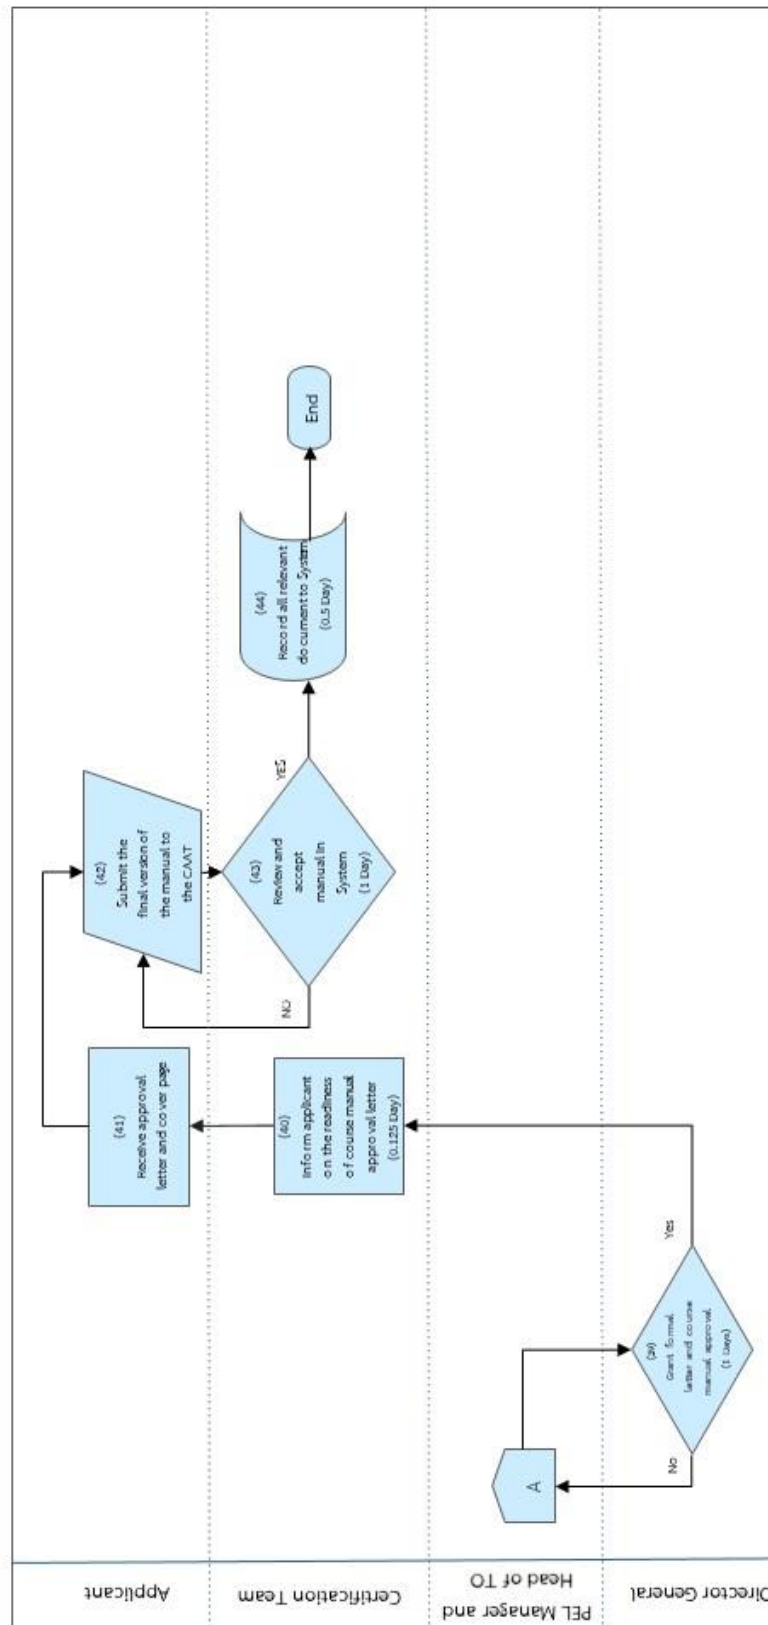 Applicant
Certification Team
PEL Manager and
Head of TO
Director General
A
No
Yes
Grant formal
letter and course
manual approval
(1 Days)
(40)
Inform applicant
on the readiness
of course manual
approval letter
(0.125 Day)
(41)
Receive approval
letter and cover page
(42)
Submit the
final version of
the manual to
the CAAT
NO
(43)
Review and
accept
manual in
System
(1 Day)
YES
(44)
Record all relevant
document to System
(0.5 Day)
End